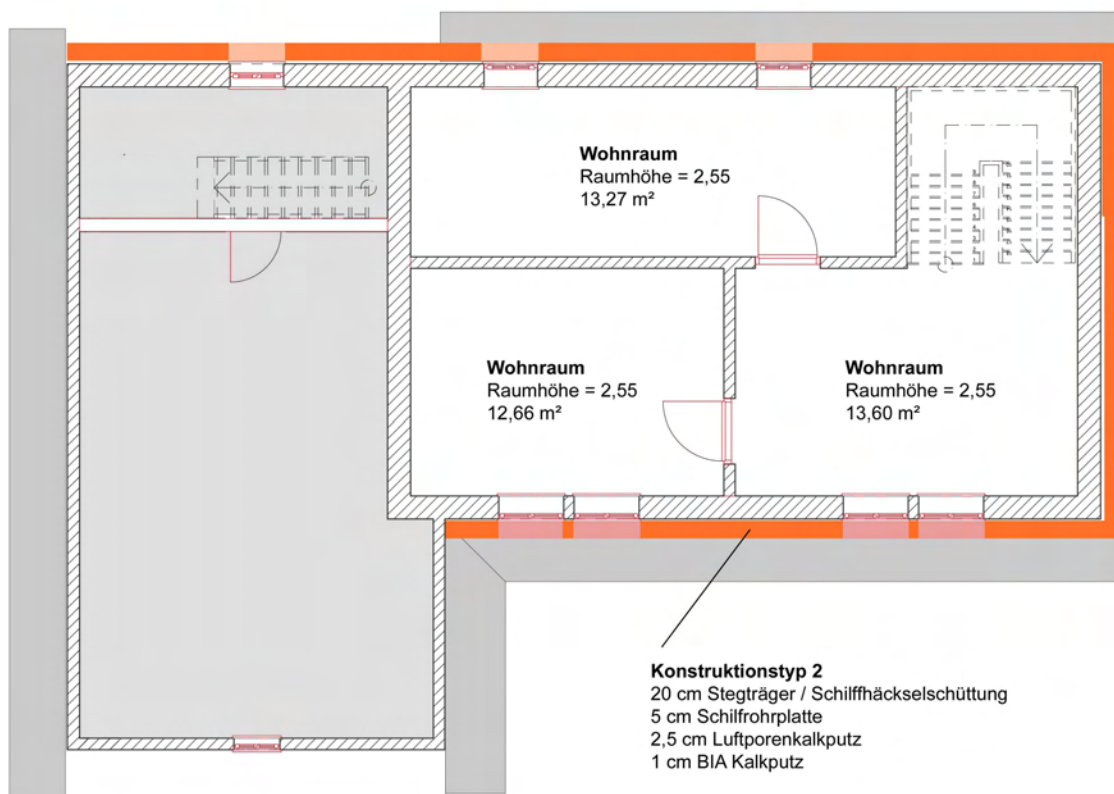 Wohnraum
Raumhöhe = 2,55
13,27 m²
Wohnraum
Raumhöhe = 2,55
12,66 m²
Wohnraum
Raumhöhe = 2,55
13,60 m²
Konstruktionstyp 2
20 cm Stegträger / Schilffhäckselschüttung
5 cm Schilfrohrplatte
2,5 cm Luftporenkalkputz
1 cm BIA Kalkputz